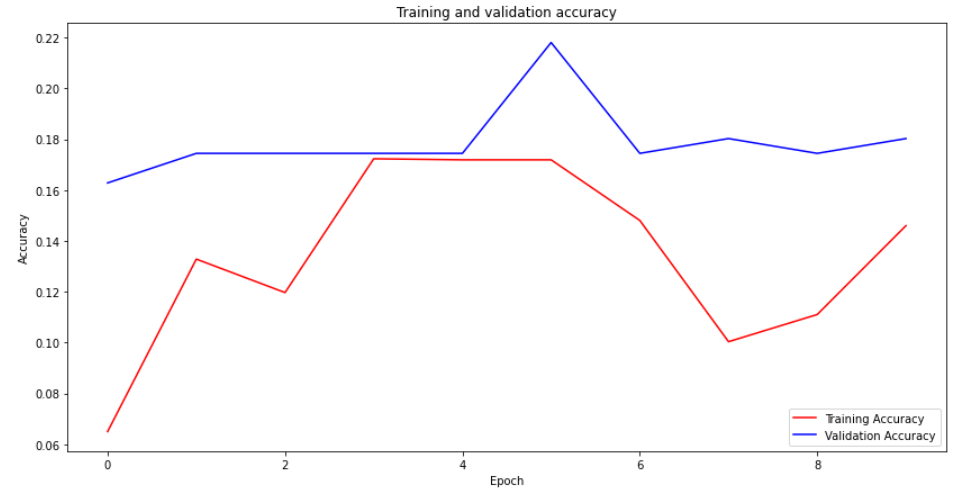 Training and validation accuracy
0.22
0.20
0.18
0.16
0.14
0.12
0.10
0.08
0.06
Accuracy
0 2 4 6 8
Epoch
Training Accuracy
Validation Accuracy